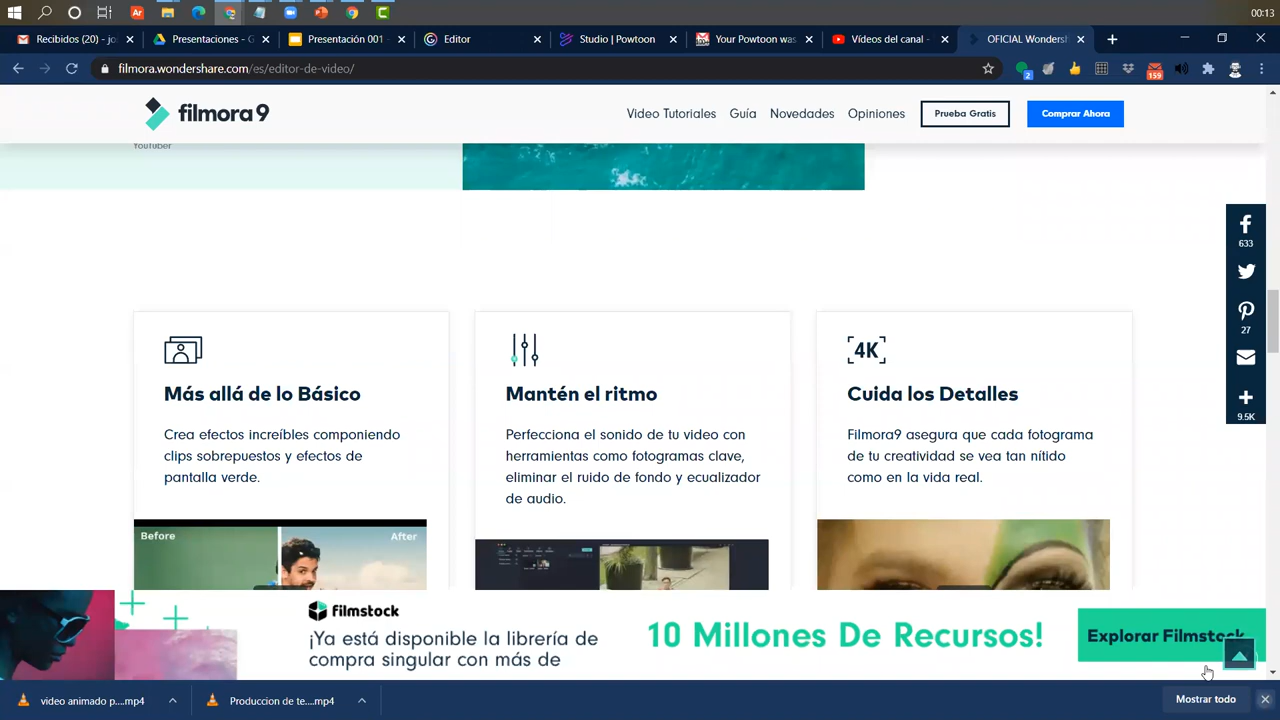 00:13
Recibidos (20) - jo
Presentaciones - G
Presentación 001 -
Editor
Studio | Powtoon
Your Powtoon was
Vídeos del canal -
OFICIAL Wondersh
filmora.wondershare.com/es/editor-de-video/
2
159
filmora9
Video Tutoriales
Guía
Novedades
Opiniones
Prueba Gratis
Comprar Ahora
YouTuber
633
27
9.5K
4K
Más allá de lo Básico
Crea efectos increíbles componiendo
clips sobrepuestos y efectos de
pantalla verde.
Mantén el ritmo
Perfecciona el sonido de tu video con
herramientas como fotogramas clave,
eliminar el ruido de fondo y ecualizador
de audio.
Cuida los Detalles
Filmora9 asegura que cada fotograma
de tu creatividad se vea tan nítido
como en la vida real.
Before
After
filmstock
¡Ya está disponible la librería de
compra singular con más de
10 Millones De Recursos!
Explorar Filmstock
video animado p....mp4
Produccion de te....mp4
Mostrar todo